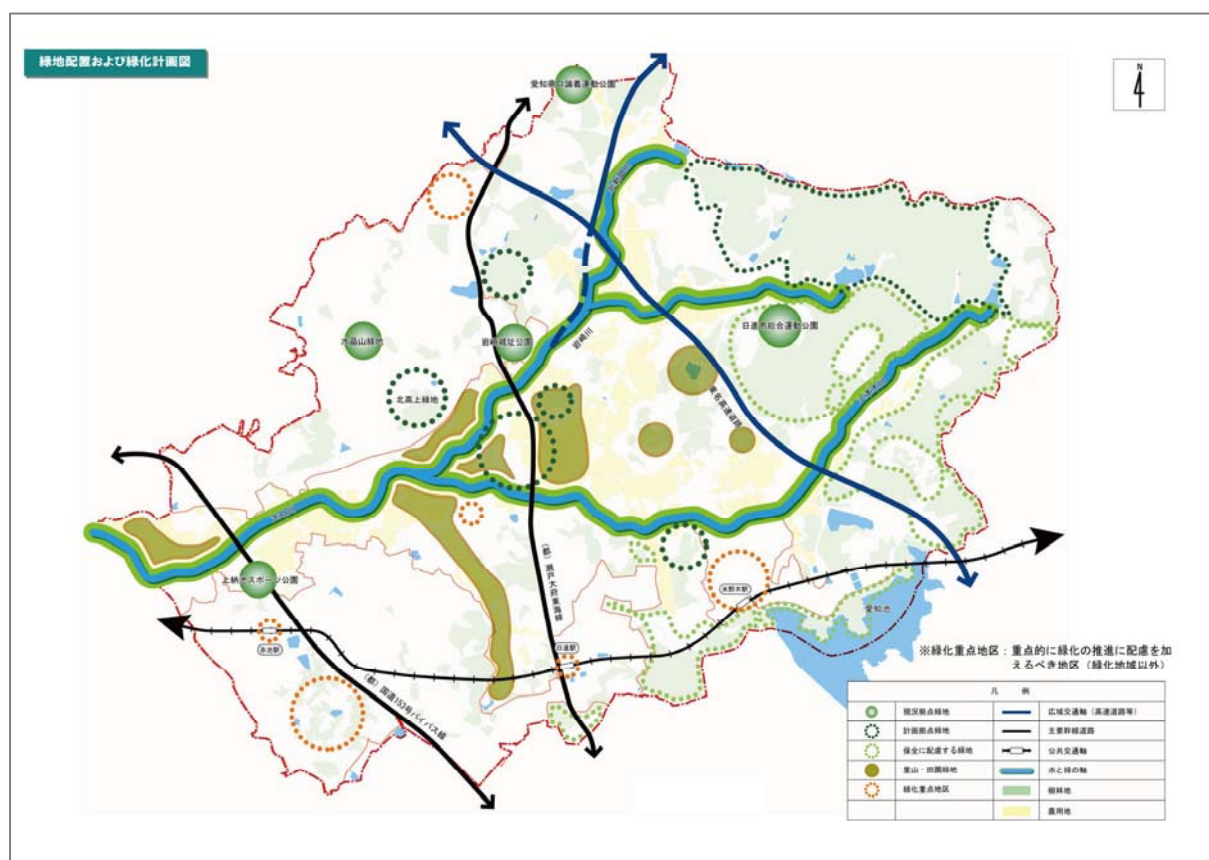 緑地配置および緑化計画図
N
愛知県口論義運動公園
岩崎城址公園
水晶山緑地
北高上緑地
日進市総合運動公園
岩崎川
東名高速道路
天白川
上納池スポーツ公園
(都)瀬戸大府東海線
(都)国道153号バイパス線
赤池駅
日進駅
米野木駅
愛知池
※緑化重点地区:重点的に緑化の推進に配慮を加
えるべき地区(緑化地域以外)
凡 例
現況拠点緑地 広域交通軸(高速道路等)
計画拠点緑地 主要幹線道路
保全に配慮する緑地 公共交通軸
里山・田園緑地 水と緑の軸
緑化重点地区 樹林地
農用地